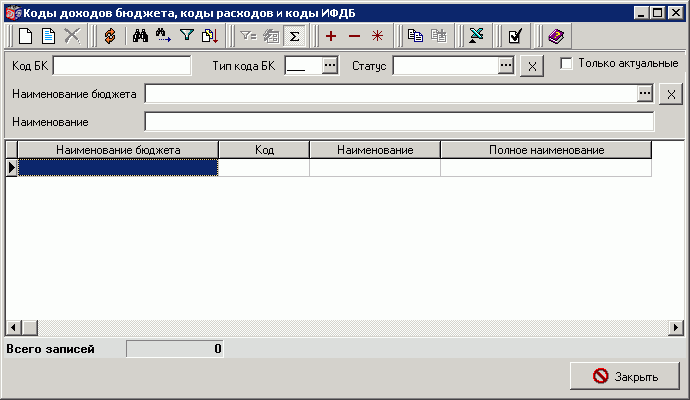 Коды доходов бюджета, коды расходов и коды ИФДБ
Код БК Тип кода БК ___ Статус X Только актуальные
Наименование бюджета X
Наименование
Наименование бюджета Код Наименование Полное наименование
Всего записей 0
Закрыть